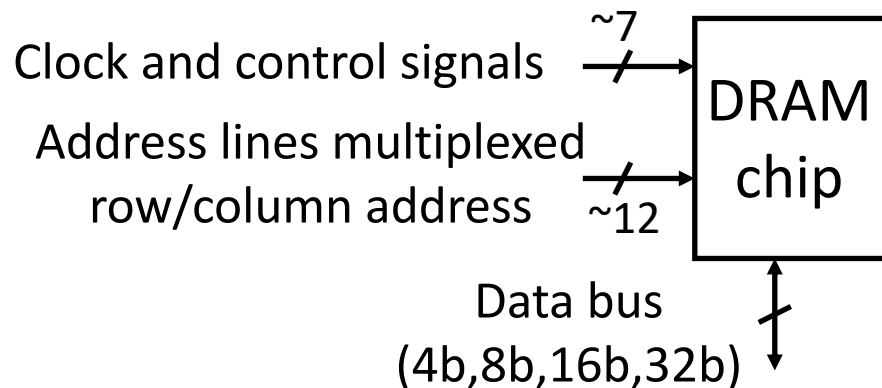 ~7
Clock and control signals
DRAM
chip
Address lines multiplexed
row/column address
~12
Data bus
(4b,8b,16b,32b)